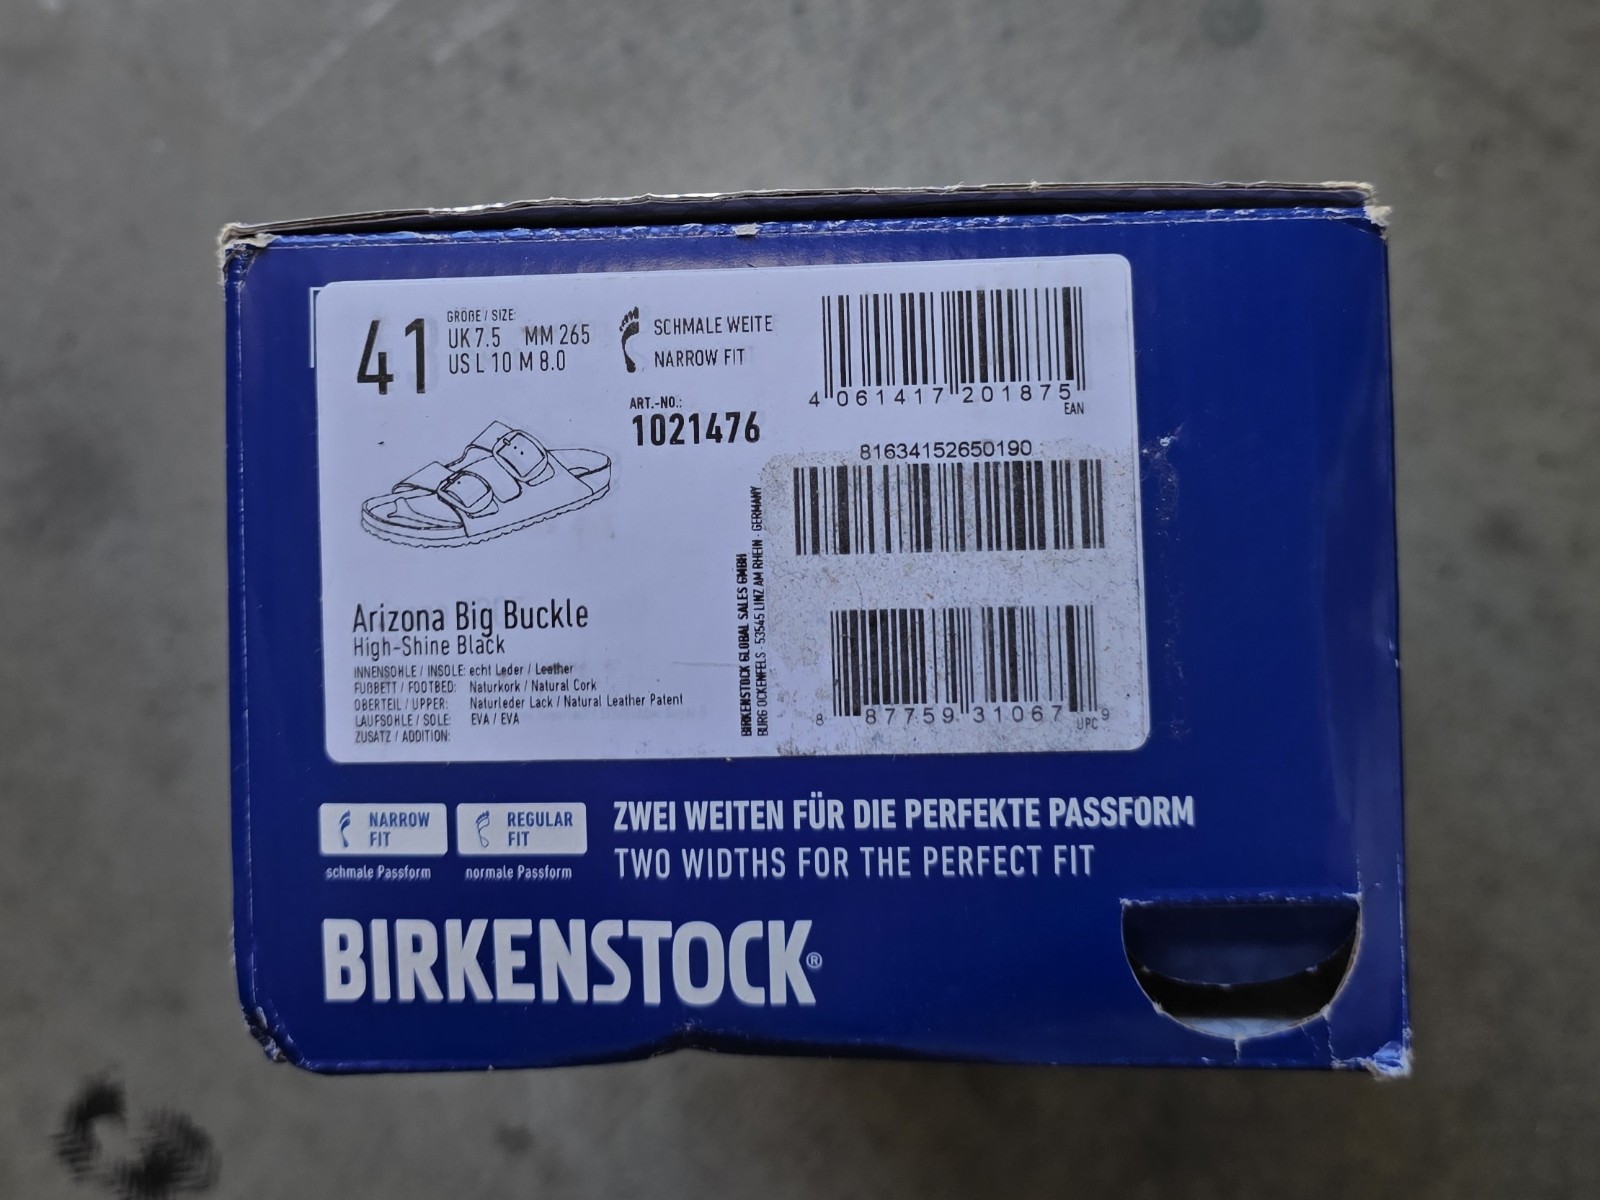 41
GRÖßE / SIZE:
UK 7.5 MM 265
US L 10 M 8.0
SCHMALE WEITE
NARROW FIT
ART.-NO.:
1021476
4 061417 201875
EAN
81634152650190
BIRKENSTOCK GLOBAL SALES GMBH
BURG OCKENFELS · 53545 LINZ AM RHEIN · GERMANY
8 87759 31067 9
UPC
Arizona Big Buckle
High-Shine Black
INNENSOHLE / INSOLE: echt Leder / Leather
FUßBETT / FOOTBED: Naturkork / Natural Cork
OBERTEIL / UPPER: Naturleder Lack / Natural Leather Patent
LAUFSOHLE / SOLE: EVA / EVA
ZUSATZ / ADDITION:
NARROW
FIT
schmale Passform
REGULAR
FIT
normale Passform
ZWEI WEITEN FÜR DIE PERFEKTE PASSFORM
TWO WIDTHS FOR THE PERFECT FIT
BIRKENSTOCK®